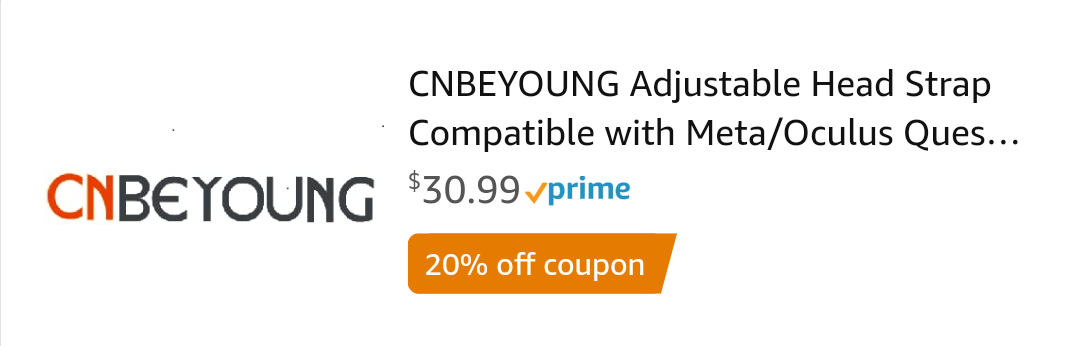 CNBEYOUNG
CNBEYOUNG Adjustable Head Strap
Compatible with Meta/Oculus Ques...
$30.99 prime
20% off coupon